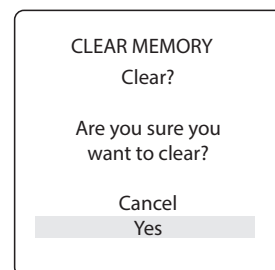 CLEAR MEMORY
Clear?
Are you sure you
want to clear?
Cancel
Yes